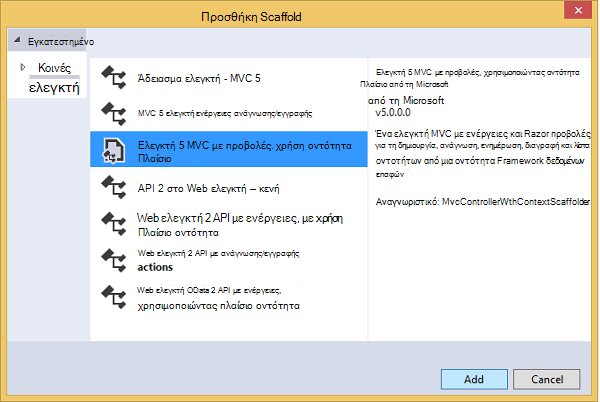 Προσθήκη Scaffold
Εγκατεστημένο
Κοινές
ελεγκτή
Άδειασμα ελεγκτή - MVC 5
MVC 5 ελεγκτή ενέργειες ανάγνωσης/εγγραφής
Ελεγκτή 5 MVC με προβολές, χρήση οντότητα
Πλαίσιο
API 2 στο Web ελεγκτή – κενή
Web ελεγκτή 2 API με ενέργειες, με χρήση
Πλαίσιο οντότητα
Web ελεγκτή 2 API με ανάγνωσης/εγγραφής
actions
Web ελεγκτή OData 2 API με ενέργειες,
χρησιμοποιώντας πλαίσιο οντότητα
Ελεγκτή 5 MVC με προβολές, χρησιμοποιώντας οντότητα
Πλαίσιο από τη Microsoft
από τη Microsoft
v5.0.0.0
Ένα ελεγκτή MVC με ενέργειες και Razor προβολές
για τη δημιουργία, ανάγνωση, ενημέρωση, διαγραφή και λίστα
οντοτήτων από μια οντότητα Framework δεδομένων
επαφών
Αναγνωριστικό: MvcControllerWthContextScaffolder
Add
Cancel